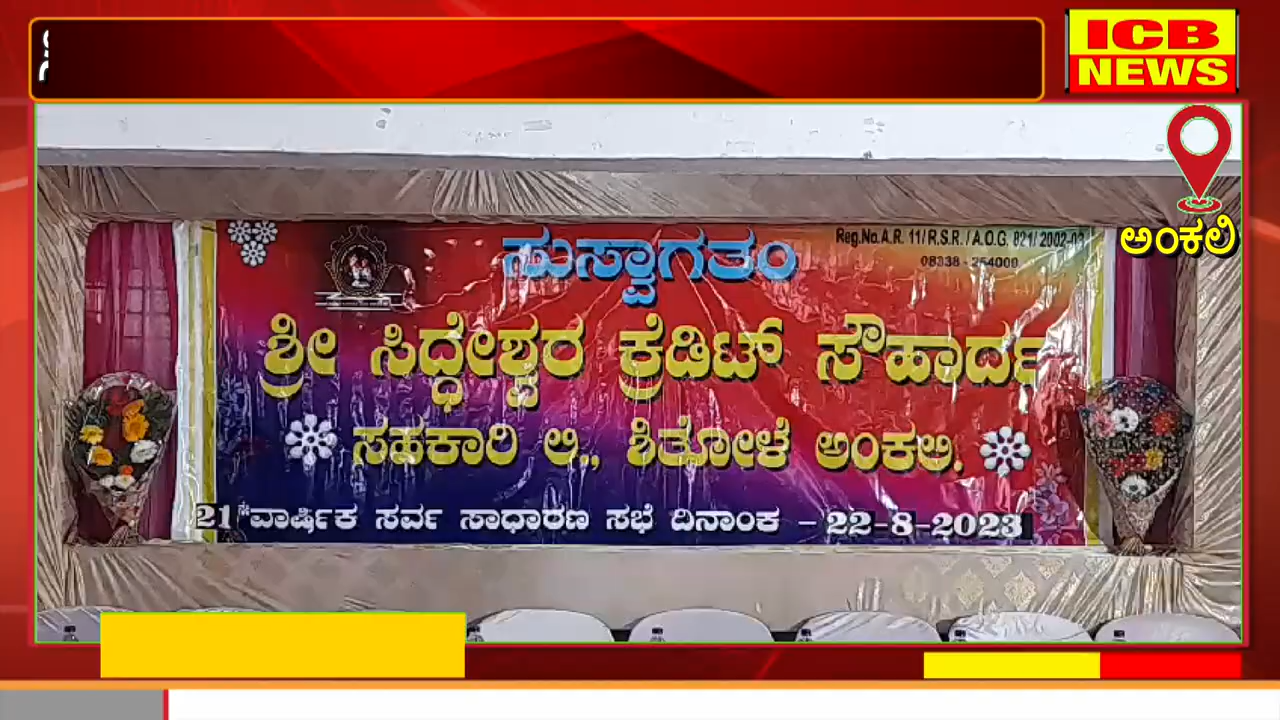 ICB
NEWS
ಅಂಕಲಿ
ಸುಸ್ವಾಗತಂ
Reg.No.A.R. 11/ R.S.R. / A.O.G. 821/ 2002-03
08338 - 254000
ಶ್ರೀ ಸಿದ್ಧೇಶ್ವರ ಕ್ರೆಡಿಟ್ ಸೌಹಾರ್ದ
ಸಹಕಾರಿ ಲಿ., ಶಿತೋಳೆ ಅಂಕಲಿ.
21ನೇ ವಾರ್ಷಿಕ ಸರ್ವ ಸಾಧಾರಣ ಸಭೆ ದಿನಾಂಕ - 22-8-2023